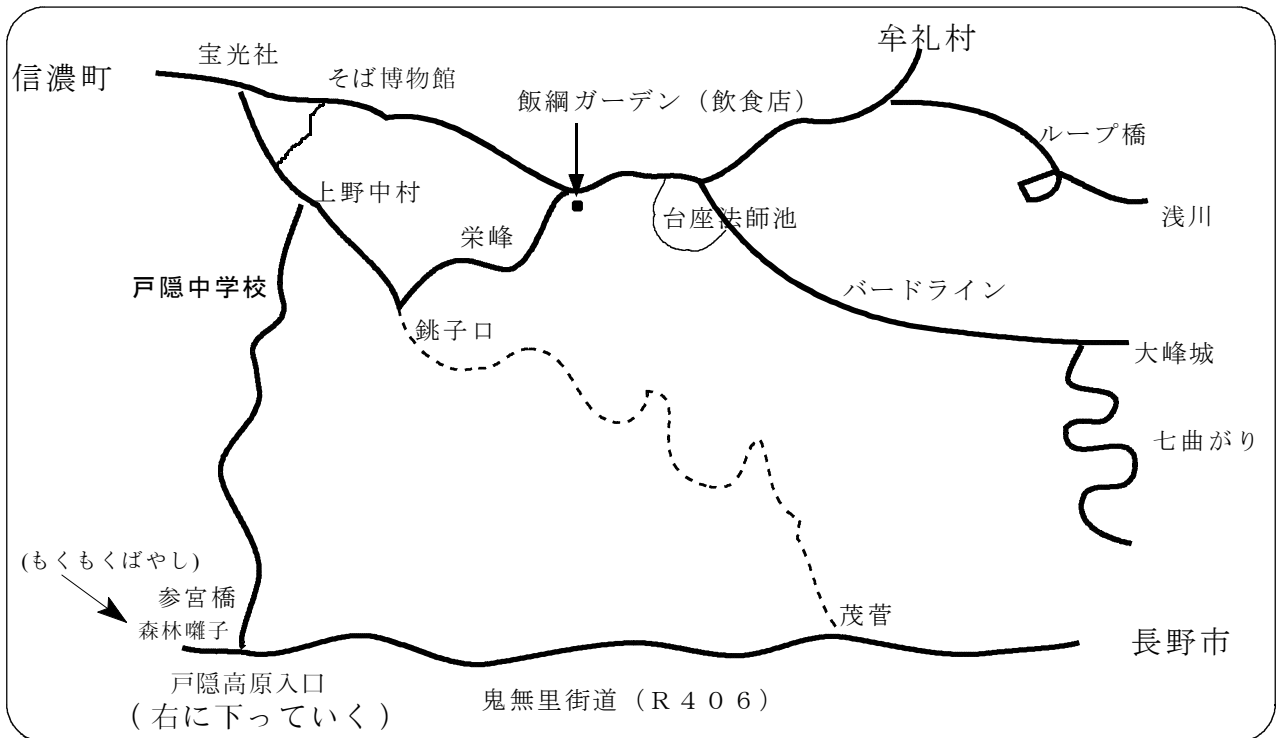 牟礼村
宝光社
信濃町
そば博物館
飯綱ガーデン（飲食店）
ループ橋
上野中村
台座法師池
浅川
栄峰
戸隠中学校
バードライン
銚子口
大峰城
七曲がり
(もくもくばやし)
参宮橋
茂菅
森林囃子
長野市
戸隠高原入口
（右に下っていく）
鬼無里街道（R４０６）